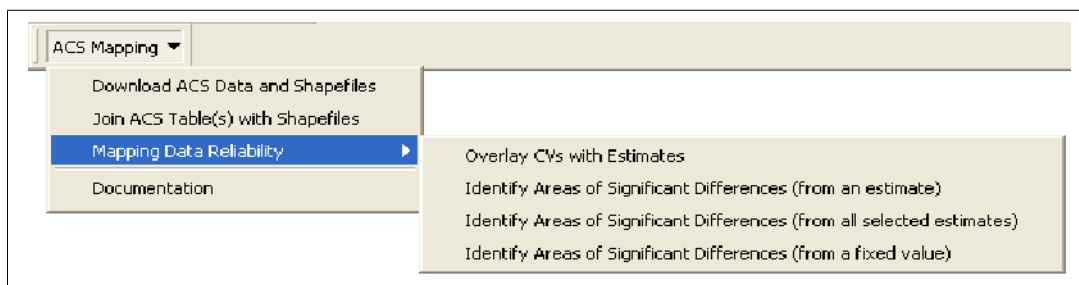 ACS Mapping
Download ACS Data and Shapefiles
Join ACS Table(s) with Shapefiles
Mapping Data Reliability
Documentation
Overlay CVs with Estimates
Identify Areas of Significant Differences (from an estimate)
Identify Areas of Significant Differences (from all selected estimates)
Identify Areas of Significant Differences (from a fixed value)